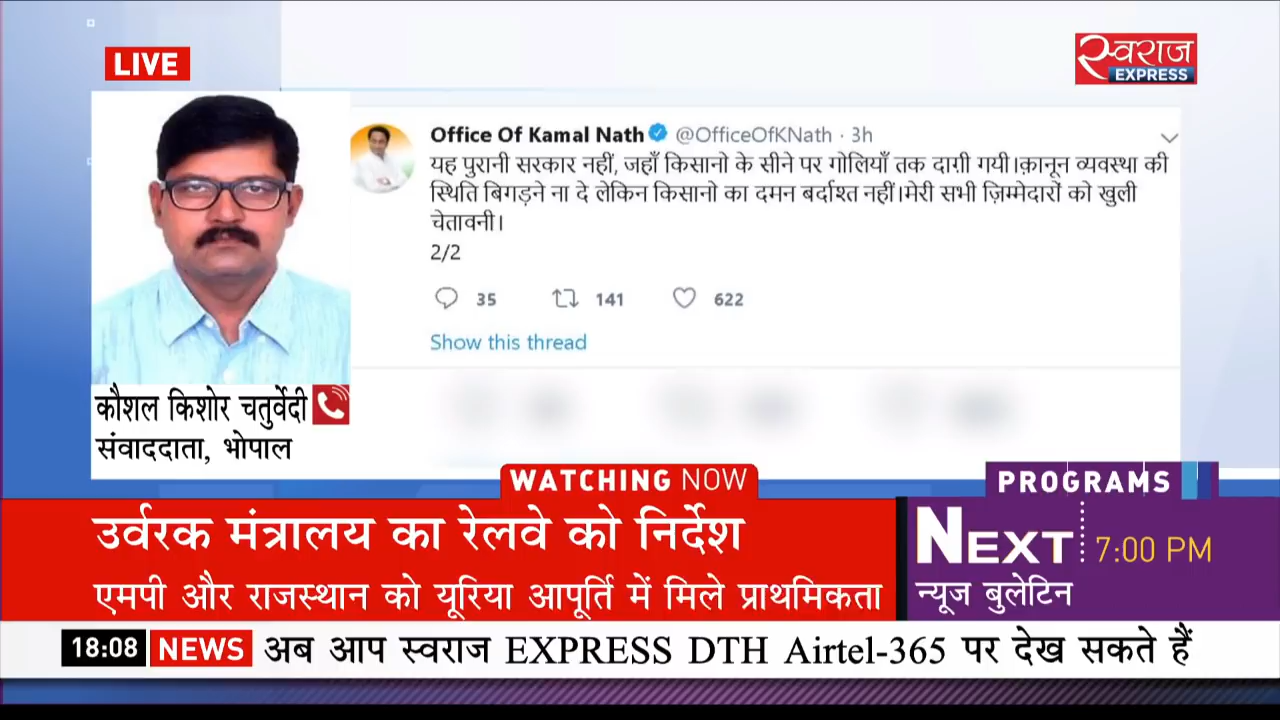 LIVE
स्वराज
EXPRESS
Office Of Kamal Nath @OfficeOfKNath · 3h
यह पुरानी सरकार नहीं, जहाँ किसानो के सीने पर गोलियाँ तक दाग़ी गयी।क़ानून व्यवस्था की
स्थिति बिगड़ने ना दे लेकिन किसानो का दमन बर्दाश्त नहीं।मेरी सभी ज़िम्मेदारों को खुली
चेतावनी।
2/2
35 141 622
Show this thread
कौशल किशोर चतुर्वेदी
संवाददाता, भोपाल
WATCHING NOW
उर्वरक मंत्रालय का रेलवे को निर्देश
एमपी और राजस्थान को यूरिया आपूर्ति में मिले प्राथमिकता
PROGRAMS
NEXT 7:00 PM
न्यूज बुलेटिन
18:08 NEWS अब आप स्वराज EXPRESS DTH Airtel-365 पर देख सकते हैं